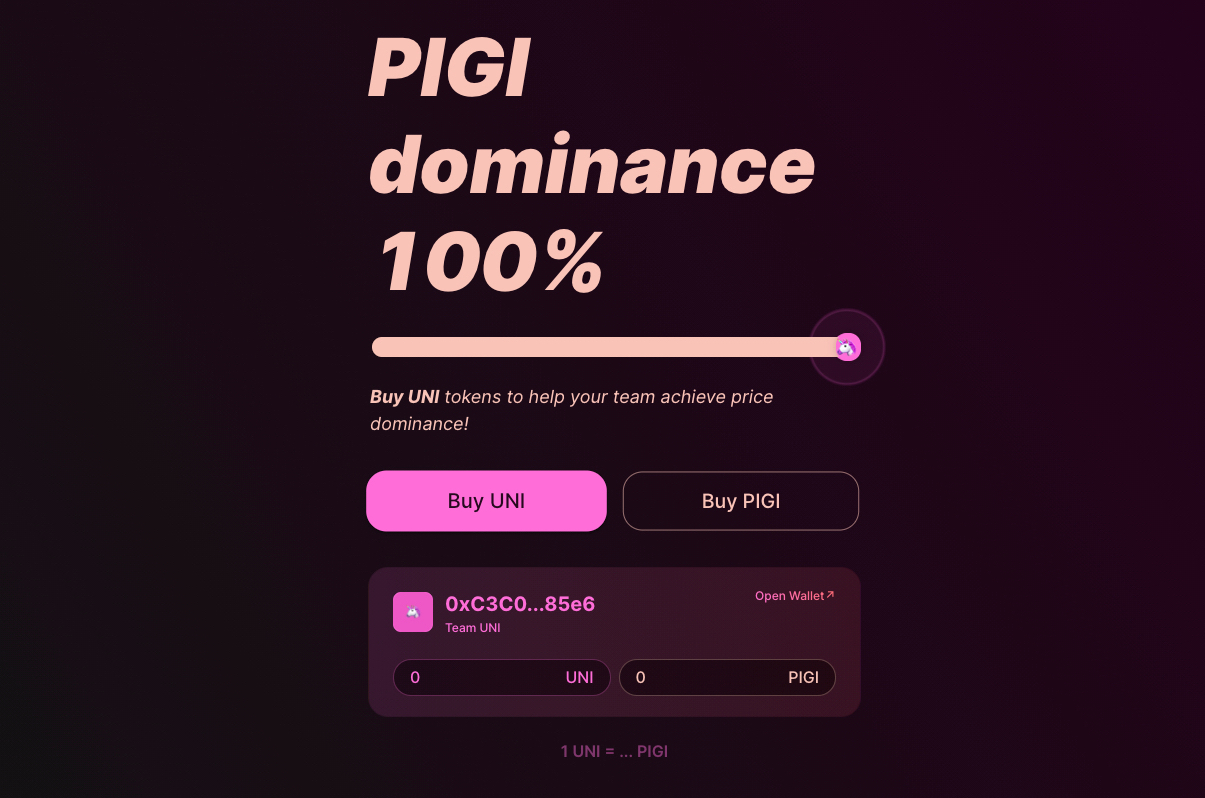 PIGI
dominance
100%
Buy UNI tokens to help your team achieve price
dominance!
Buy UNI
Buy PIGI
0xC3C0...85e6
Open Wallet↗
Team UNI
0 UNI
0 PIGI
1 UNI = ... PIGI